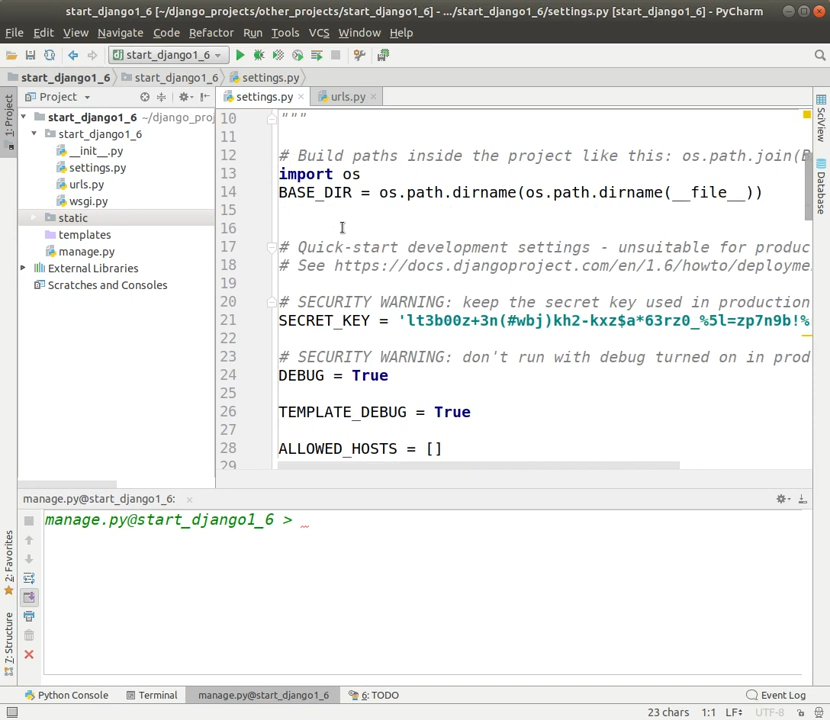 start_django1_6 [~/django_projects/other_projects/start_django1_6] - .../start_django1_6/settings.py [start_django1_6] - PyCharm
File Edit View Navigate Code Refactor Run Tools VCS Window Help
start_django1_6
start_django1_6 start_django1_6 settings.py
1: Project
Project
settings.py
urls.py
SciView
Database
start_django1_6 ~/django_proj
start_django1_6
__init__.py
settings.py
urls.py
wsgi.py
static
templates
manage.py
External Libraries
Scratches and Consoles
10 """
11
12 # Build paths inside the project like this: os.path.join(B
13 import os
14 BASE_DIR = os.path.dirname(os.path.dirname(__file__))
15
16
17 # Quick-start development settings - unsuitable for produc
18 # See https://docs.djangoproject.com/en/1.6/howto/deployme
19
20 # SECURITY WARNING: keep the secret key used in production
21 SECRET_KEY = 'lt3b00z+3n(#wbj)kh2-kxz$a*63rz0_%5l=zp7n9b!%
22
23 # SECURITY WARNING: don't run with debug turned on in prod
24 DEBUG = True
25
26 TEMPLATE_DEBUG = True
27
28 ALLOWED_HOSTS = []
29
manage.py@start_django1_6:
manage.py@start_django1_6 >
2: Favorites
7: Structure
Python Console Terminal manage.py@start_django1_6 6: TODO Event Log
23 chars 1:1 LF UTF-8